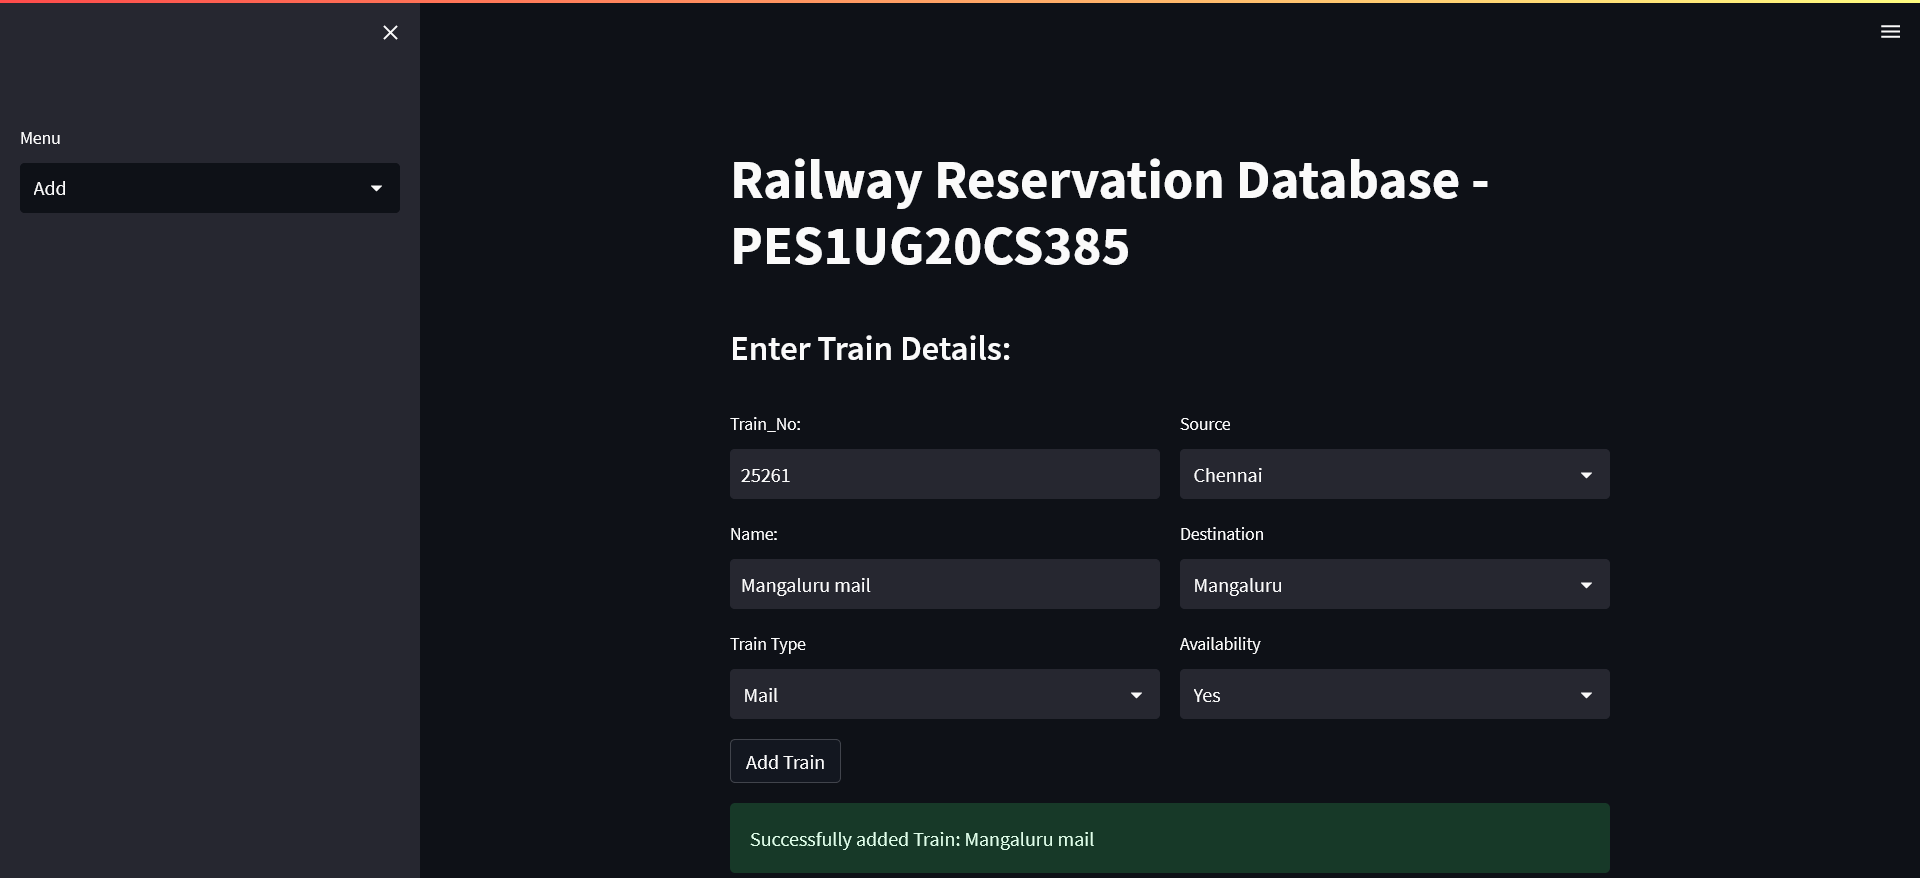 Menu
Add
Railway Reservation Database -
PES1UG20CS385
Enter Train Details:
Train_No:
25261
Source
Chennai
Name:
Mangaluru mail
Destination
Mangaluru
Train Type
Mail
Availability
Yes
Add Train
Successfully added Train: Mangaluru mail